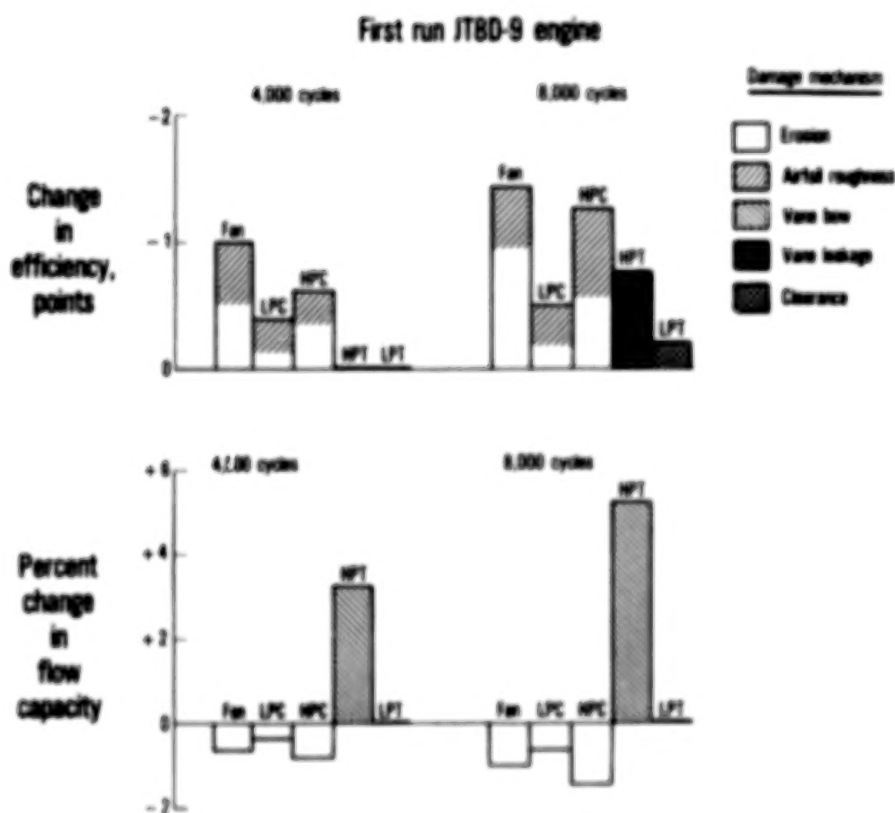 First run JT8D-9 engine
4,000 cycles
8,000 cycles
Damage mechanism
Erosion
Airfoil roughness
Vane bow
Vane leakage
Clearance
Change
in
efficiency,
points
-2
-1
0
Fan
LPC
HPC
HPT
LPT
Fan
LPC
HPC
HPT
LPT
4,000 cycles
8,000 cycles
Percent
change
in
flow
capacity
+6
+4
+2
0
-2
Fan
LPC
HPC
HPT
LPT
Fan
LPC
HPC
HPT
LPT